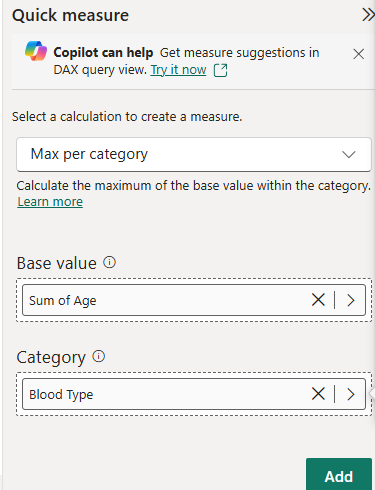 Quick measure
Copilot can help Get measure suggestions in
DAX query view. Try it now
Select a calculation to create a measure.
Max per category
Calculate the maximum of the base value within the category.
Learn more
Base value
Sum of Age
Category
Blood Type
Add